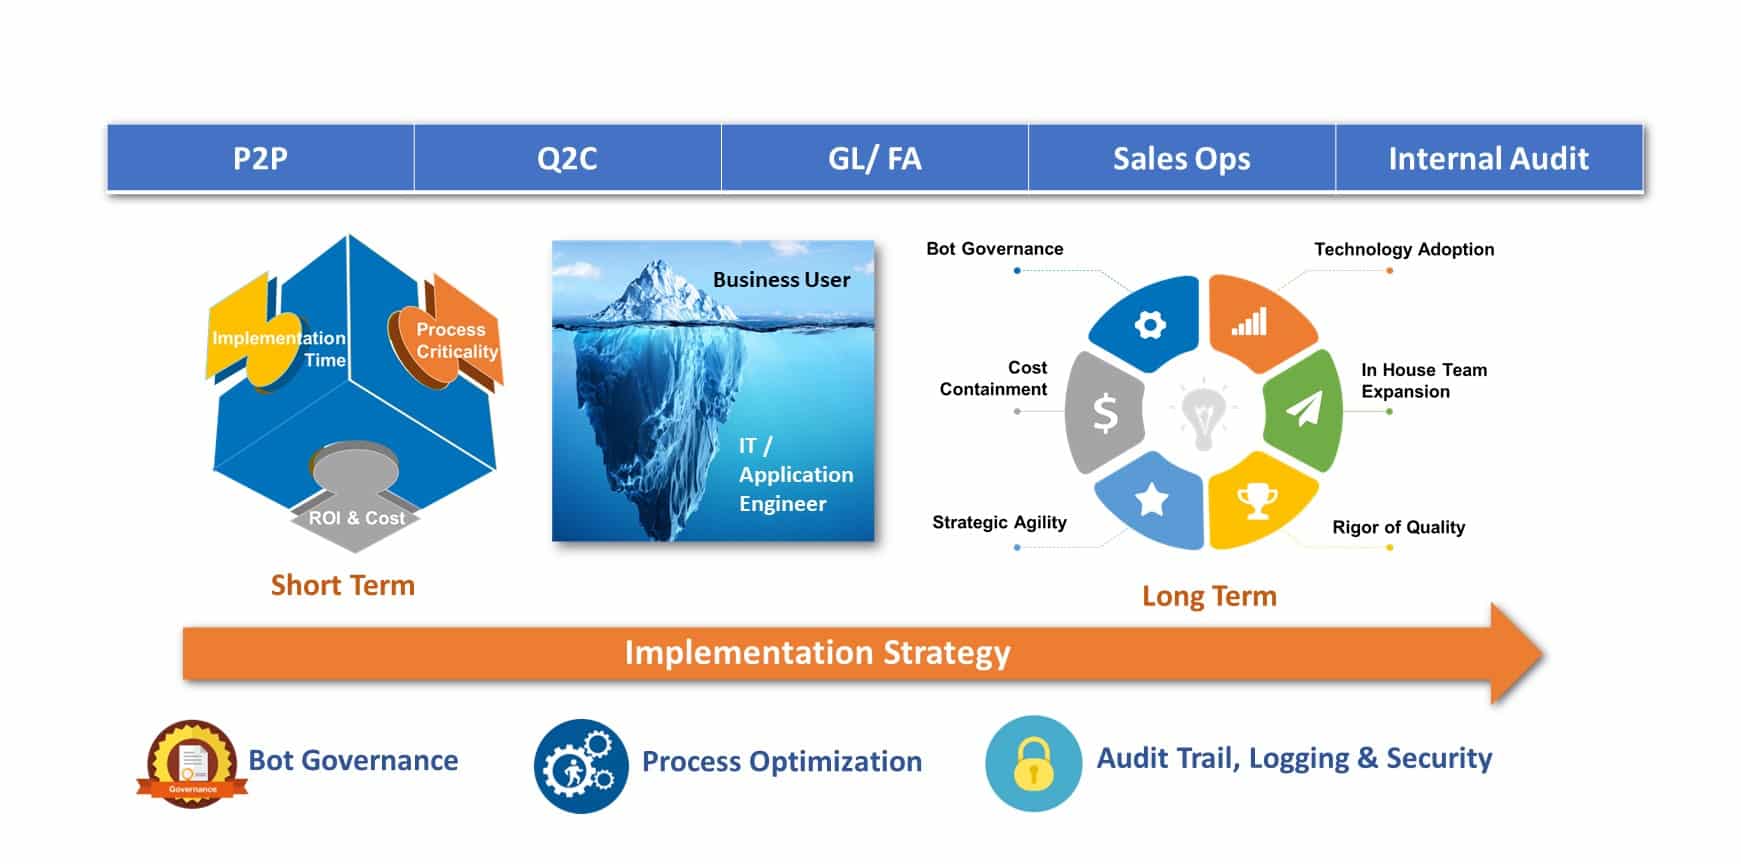 P2P
Q2C
GL/ FA
Sales Ops
Internal Audit
Implementation
Time
Process
Criticality
ROI & Cost
Short Term
Business User
IT /
Application
Engineer
Bot Governance
Technology Adoption
Cost
Containment
$
In House Team
Expansion
Strategic Agility
Rigor of Quality
Long Term
Implementation Strategy
Governance
Bot Governance
Process Optimization
Audit Trail, Logging & Security